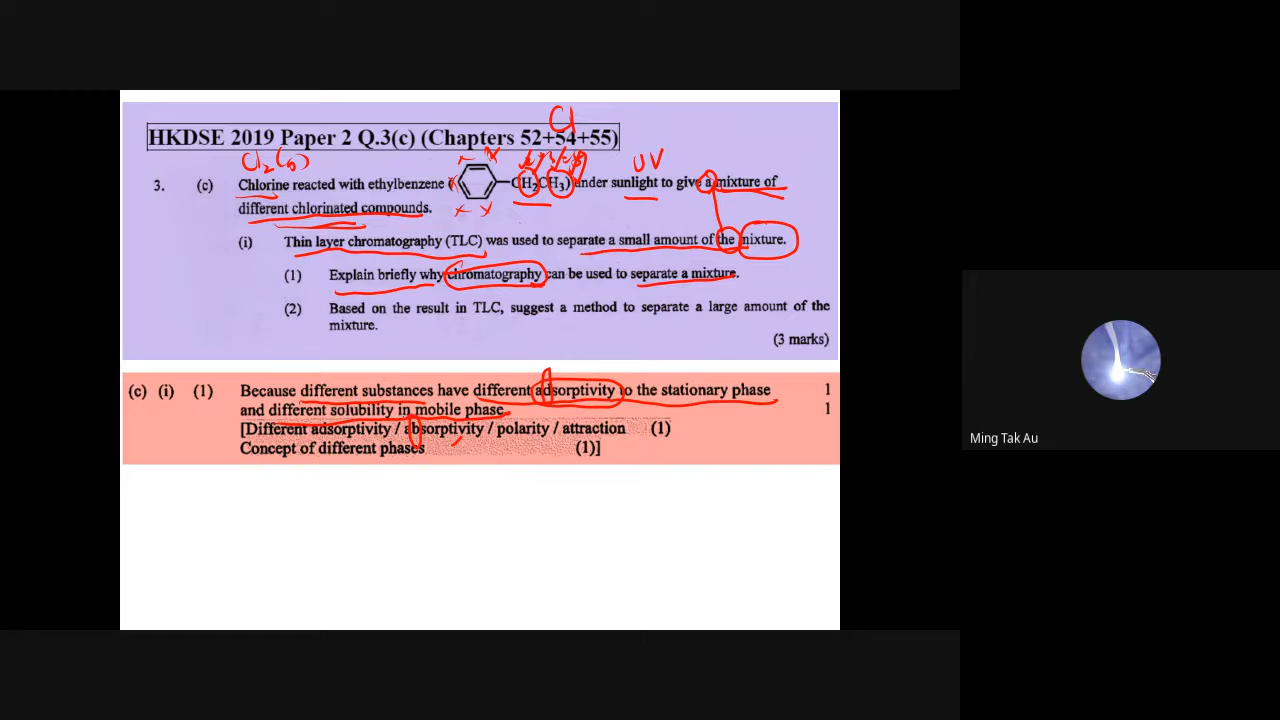 Cl
HKDSE 2019 Paper 2 Q.3(c) (Chapters 52+54+55)
Cl₂(g)
UV
3. (c) Chlorine reacted with ethylbenzene ( CH₂CH₃) under sunlight to give a mixture of
different chlorinated compounds.
(i) Thin layer chromatography (TLC) was used to separate a small amount of the mixture.
(1) Explain briefly why chromatography can be used to separate a mixture.
(2) Based on the result in TLC, suggest a method to separate a large amount of the
mixture.
(3 marks)
(c) (i) (1) Because different substances have different adsorptivity to the stationary phase 1
and different solubility in mobile phase 1
[Different adsorptivity / absorptivity / polarity / attraction (1)
Concept of different phases (1)]
Ming Tak Au